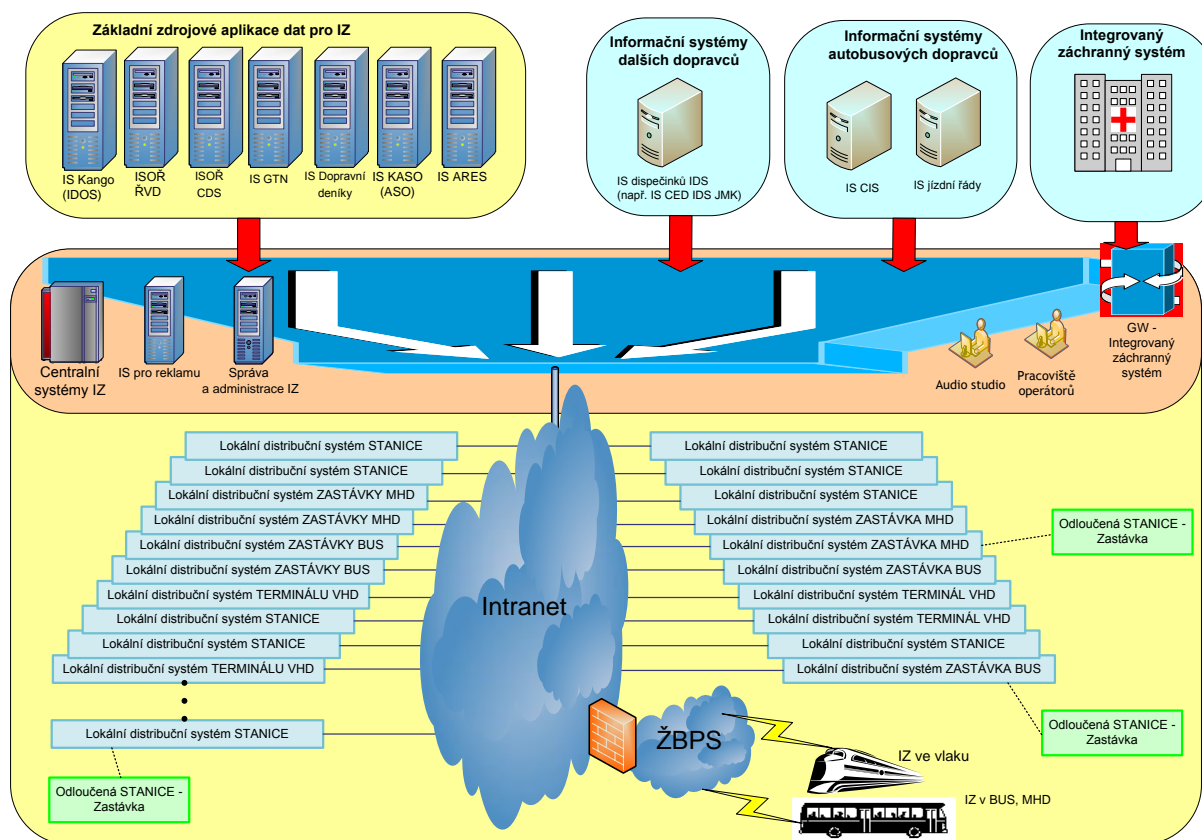 Základní zdrojové aplikace dat pro IZ
IS Kango
(IDOS)
ISOŘ
ŘVD
ISOŘ
CDS
IS GTN
IS Dopravní
deníky
IS KASO
(ASO)
IS ARES
Informační systémy
dalších dopravců
IS dispečinků IDS
(např. IS CED IDS JMK)
Informační systémy
autobusových dopravců
IS CIS
IS jízdní řády
Integrovaný
záchranný systém
Centralní
systémy IZ
IS pro reklamu
Správa
a administrace IZ
Audio studio
Pracoviště
operátorů
GW -
Integrovaný
záchranný
systém
Lokální distribuční systém STANICE
Lokální distribuční systém STANICE
Lokální distribuční systém ZASTÁVKY MHD
Lokální distribuční systém ZASTÁVKY MHD
Lokální distribuční systém ZASTÁVKY BUS
Lokální distribuční systém ZASTÁVKY BUS
Lokální distribuční systém TERMINÁLU VHD
Lokální distribuční systém STANICE
Lokální distribuční systém STANICE
Lokální distribuční systém TERMINÁLU VHD
Lokální distribuční systém STANICE
Odloučená STANICE -
Zastávka
Intranet
Lokální distribuční systém STANICE
Lokální distribuční systém STANICE
Lokální distribuční systém STANICE
Lokální distribuční systém ZASTÁVKA MHD
Lokální distribuční systém ZASTÁVKA MHD
Lokální distribuční systém ZASTÁVKA BUS
Lokální distribuční systém TERMINÁL VHD
Lokální distribuční systém TERMINÁL VHD
Lokální distribuční systém STANICE
Lokální distribuční systém ZASTÁVKA BUS
Odloučená STANICE -
Zastávka
Odloučená STANICE -
Zastávka
ŽBPS
IZ ve vlaku
IZ v BUS, MHD